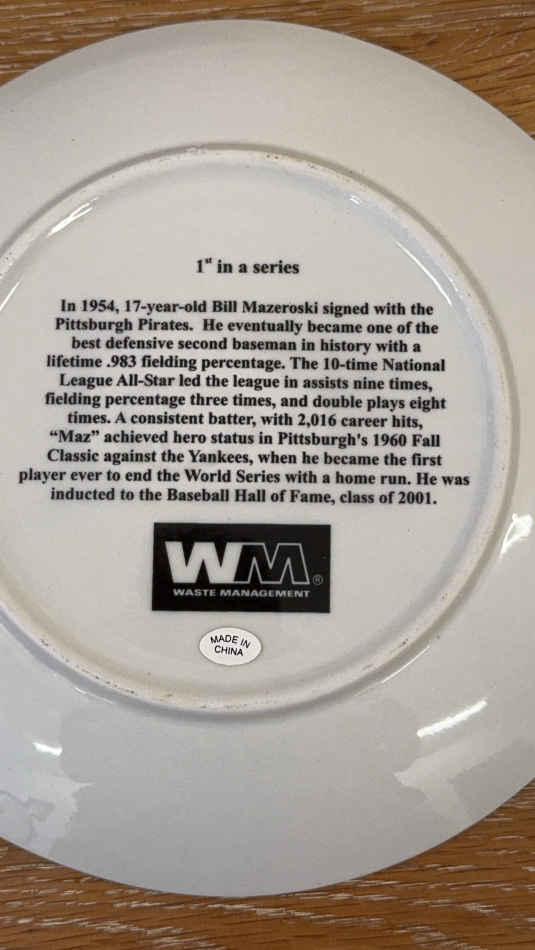 1st in a series
In 1954, 17-year-old Bill Mazeroski signed with the
Pittsburgh Pirates. He eventually became one of the
best defensive second baseman in history with a
lifetime .983 fielding percentage. The 10-time National
League All-Star led the league in assists nine times,
fielding percentage three times, and double plays eight
times. A consistent batter, with 2,016 career hits,
“Maz” achieved hero status in Pittsburgh's 1960 Fall
Classic against the Yankees, when he became the first
player ever to end the World Series with a home run. He was
inducted to the Baseball Hall of Fame, class of 2001.
WM®
WASTE MANAGEMENT
MADE IN
CHINA